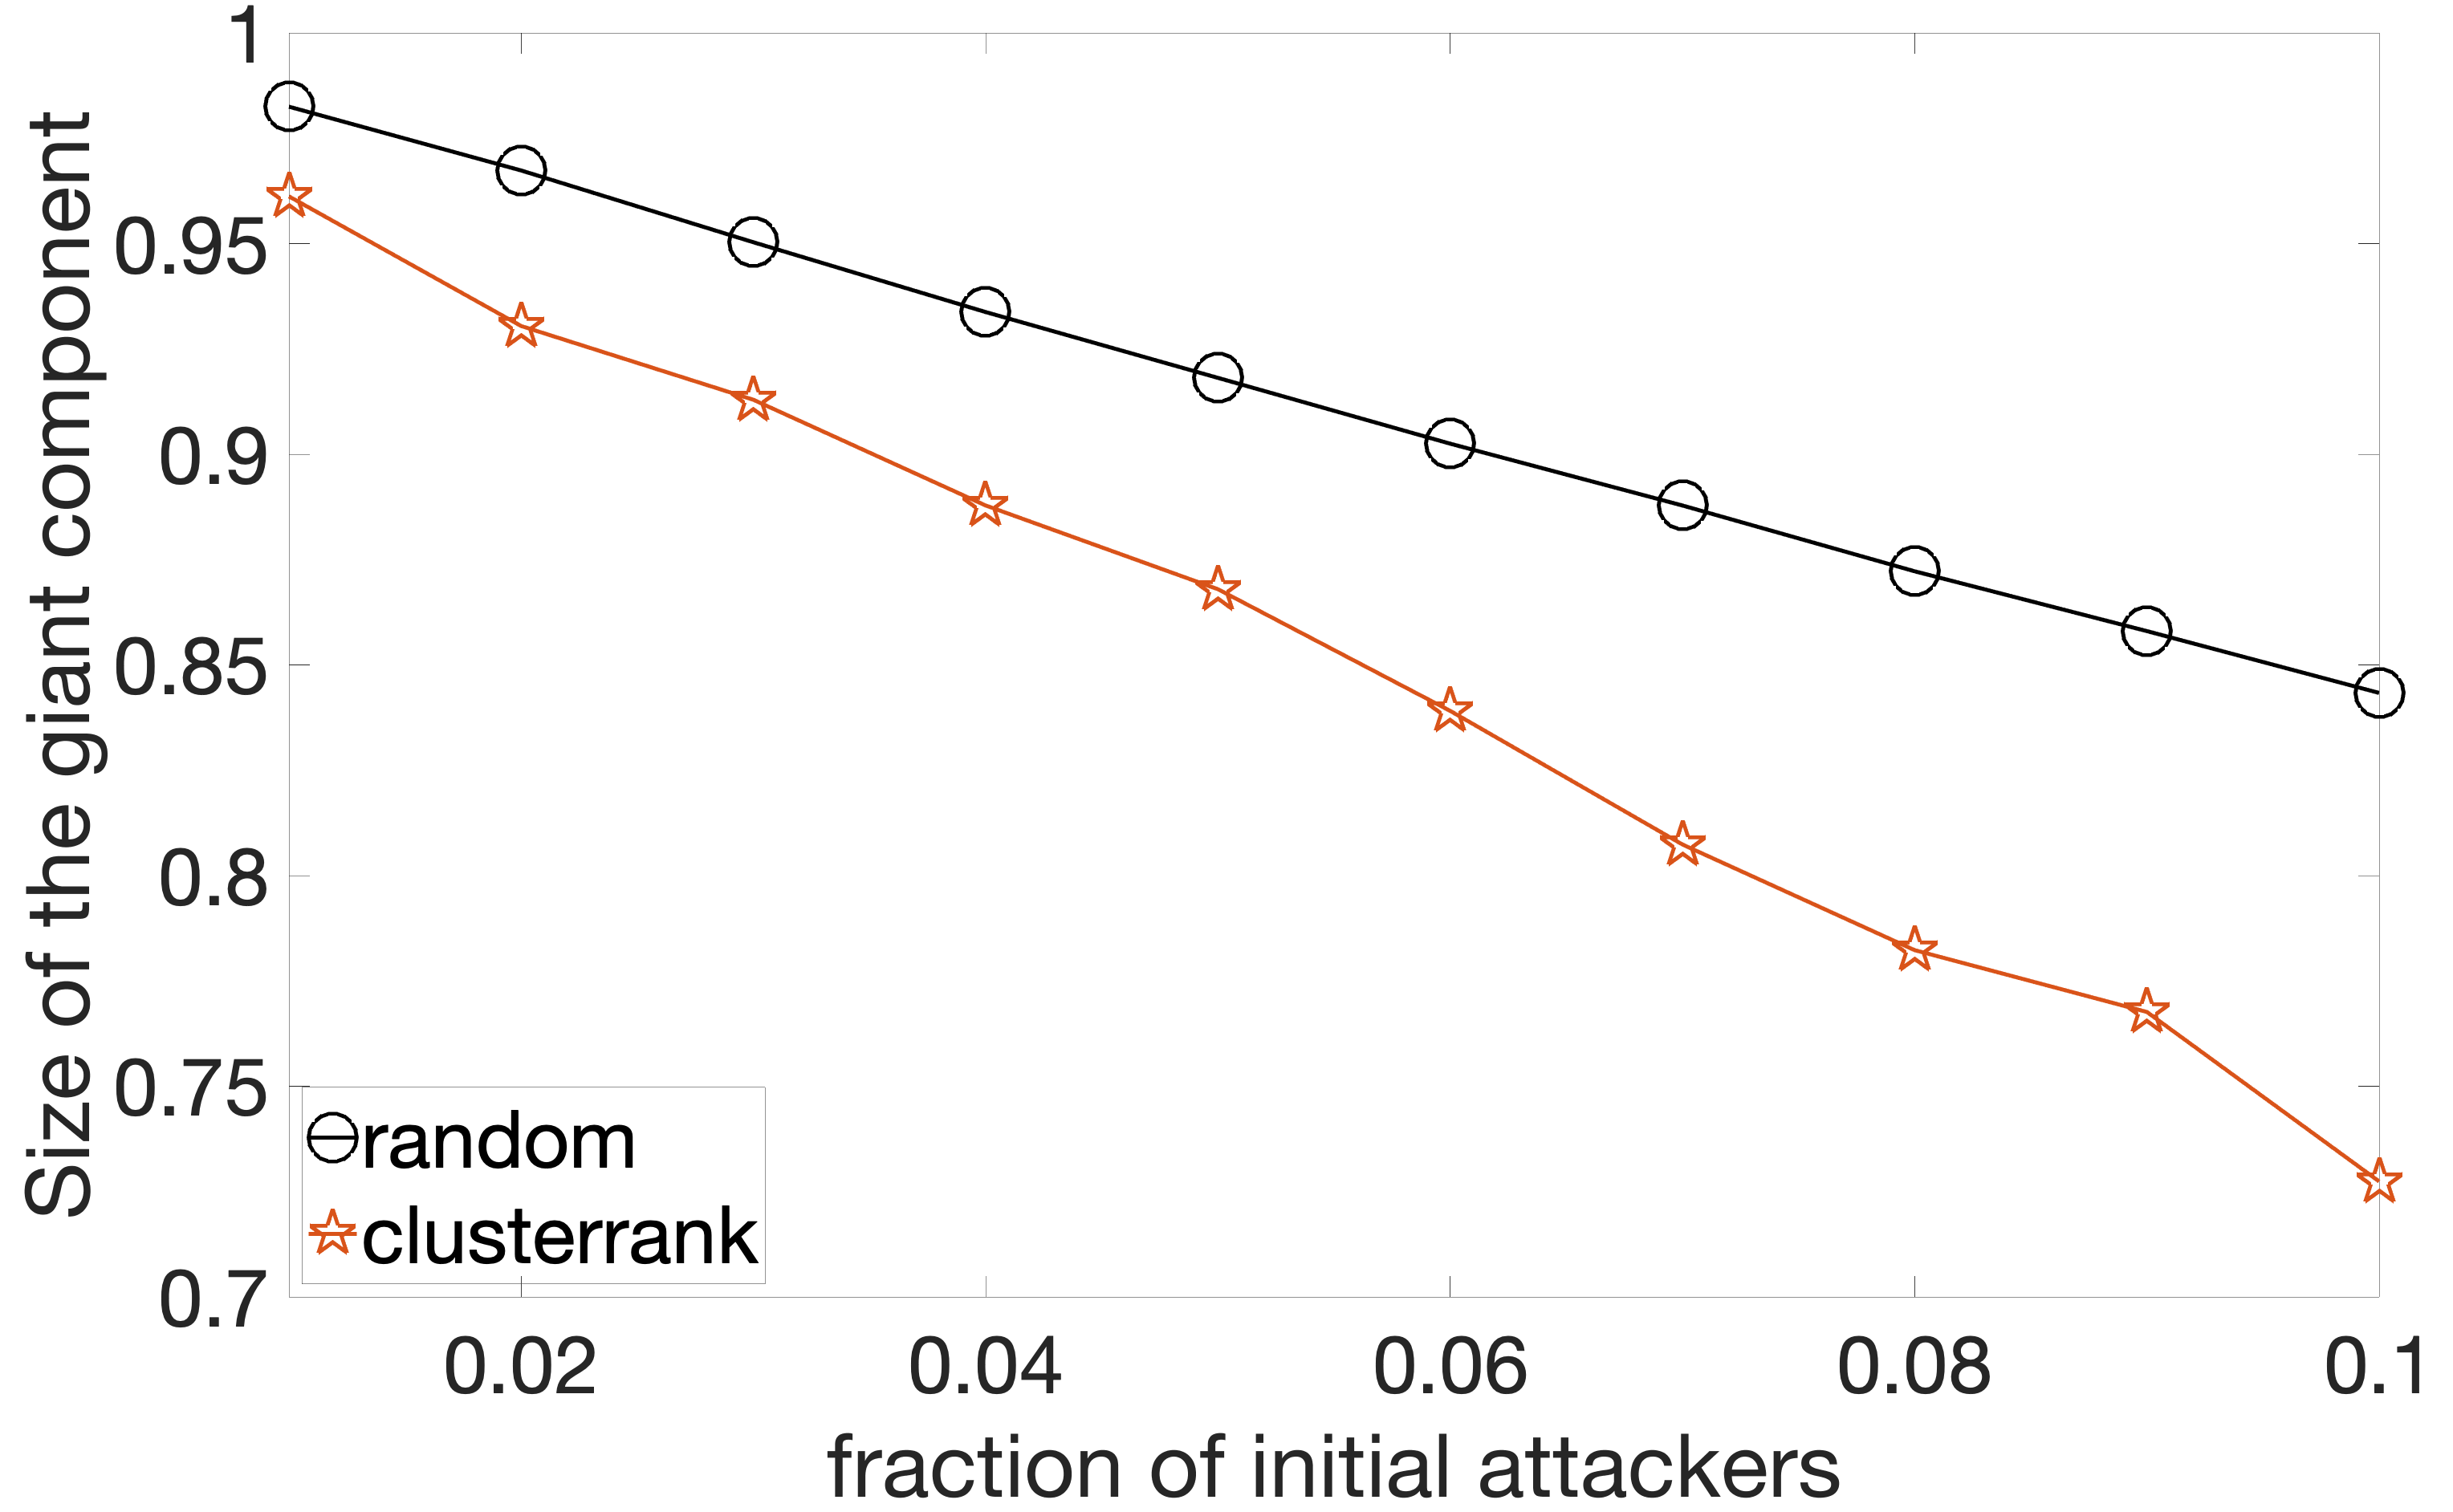 1
0.95
0.9
0.85
0.8
0.75
0.7
Size of the giant component
random
clusterrank
0.02 0.04 0.06 0.08 0.1
fraction of initial attackers